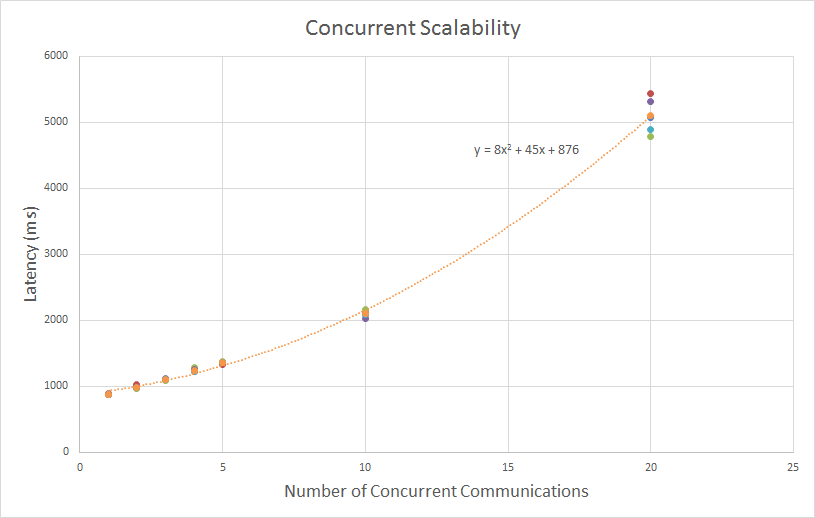 Concurrent Scalability
6000
5000
y = 8x² + 45x + 876
4000
3000
2000
1000
0
Latency (ms)
0 5 10 15 20 25
Number of Concurrent Communications